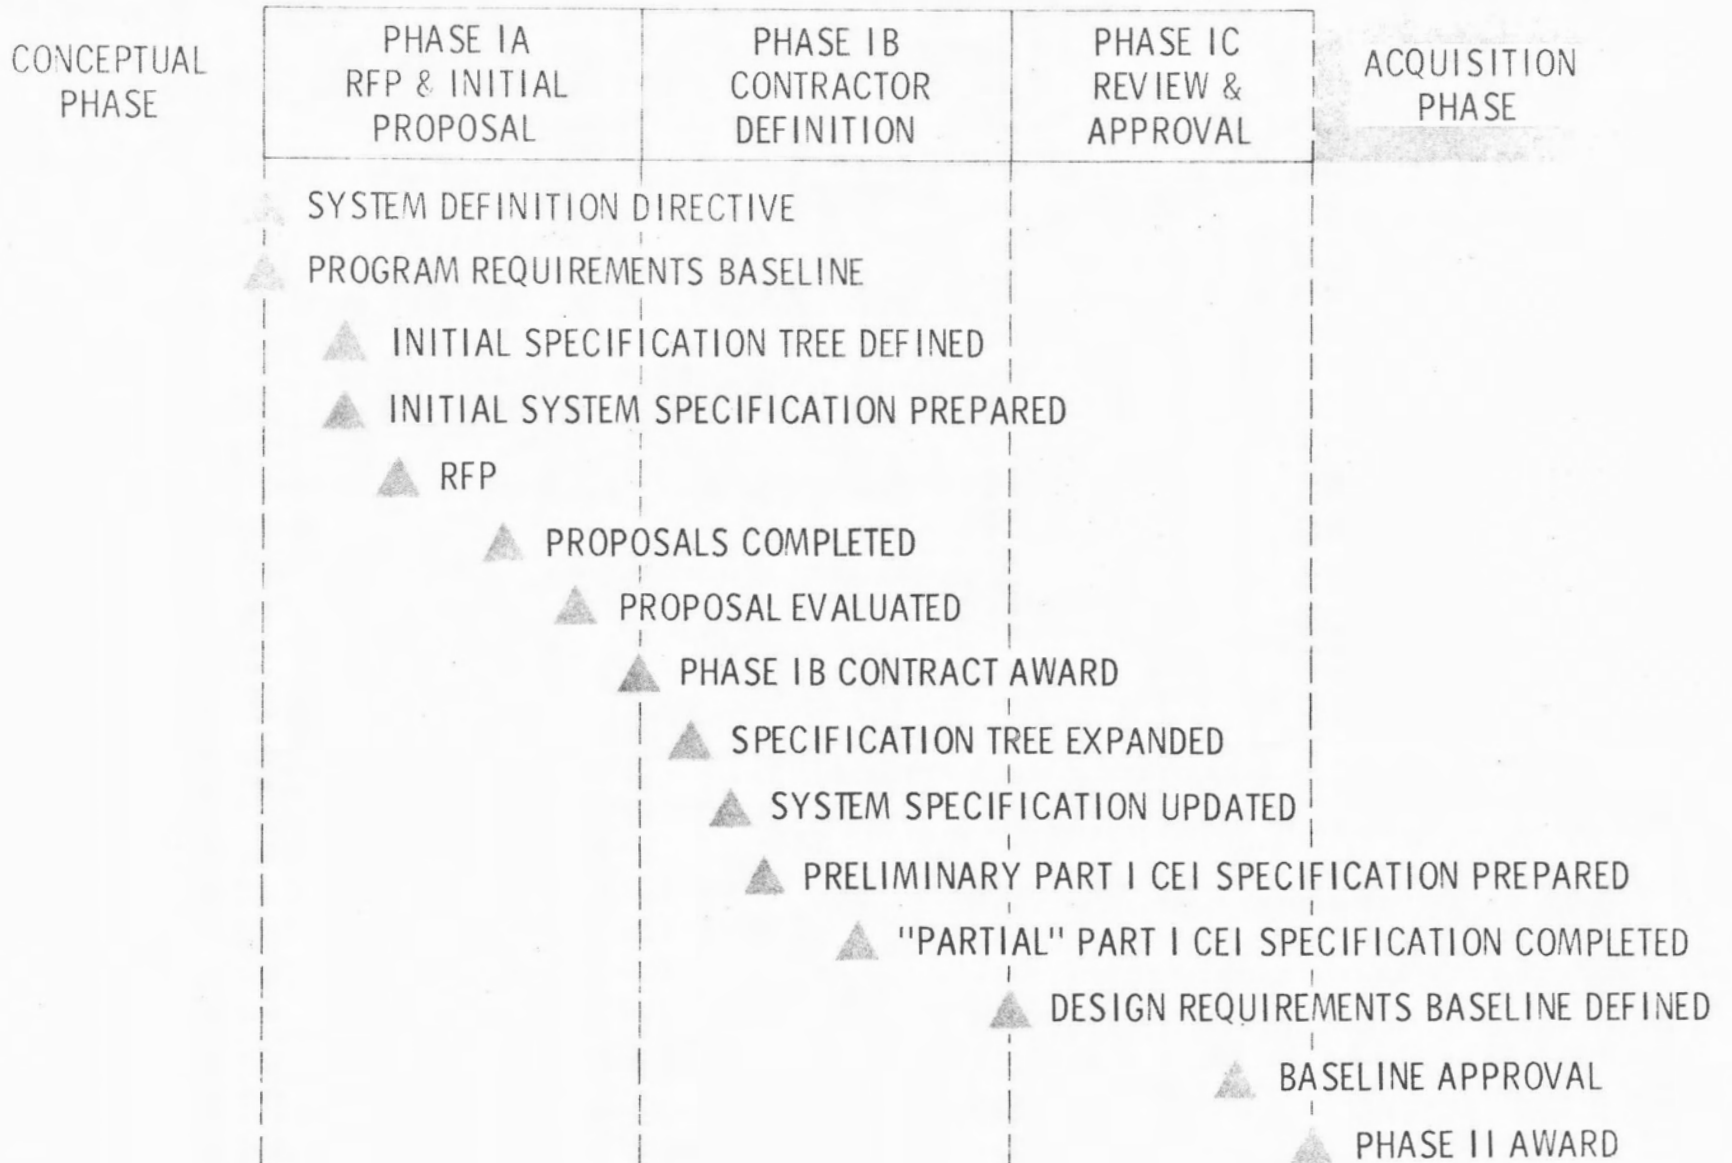 CONCEPTUAL
PHASE
PHASE IA
RFP & INITIAL
PROPOSAL
PHASE IB
CONTRACTOR
DEFINITION
PHASE IC
REVIEW &
APPROVAL
ACQUISITION
PHASE
SYSTEM DEFINITION DIRECTIVE
PROGRAM REQUIREMENTS BASELINE
INITIAL SPECIFICATION TREE DEFINED
INITIAL SYSTEM SPECIFICATION PREPARED
RFP
PROPOSALS COMPLETED
PROPOSAL EVALUATED
PHASE IB CONTRACT AWARD
SPECIFICATION TREE EXPANDED
SYSTEM SPECIFICATION UPDATED
PRELIMINARY PART I CEI SPECIFICATION PREPARED
"PARTIAL" PART I CEI SPECIFICATION COMPLETED
DESIGN REQUIREMENTS BASELINE DEFINED
BASELINE APPROVAL
PHASE II AWARD